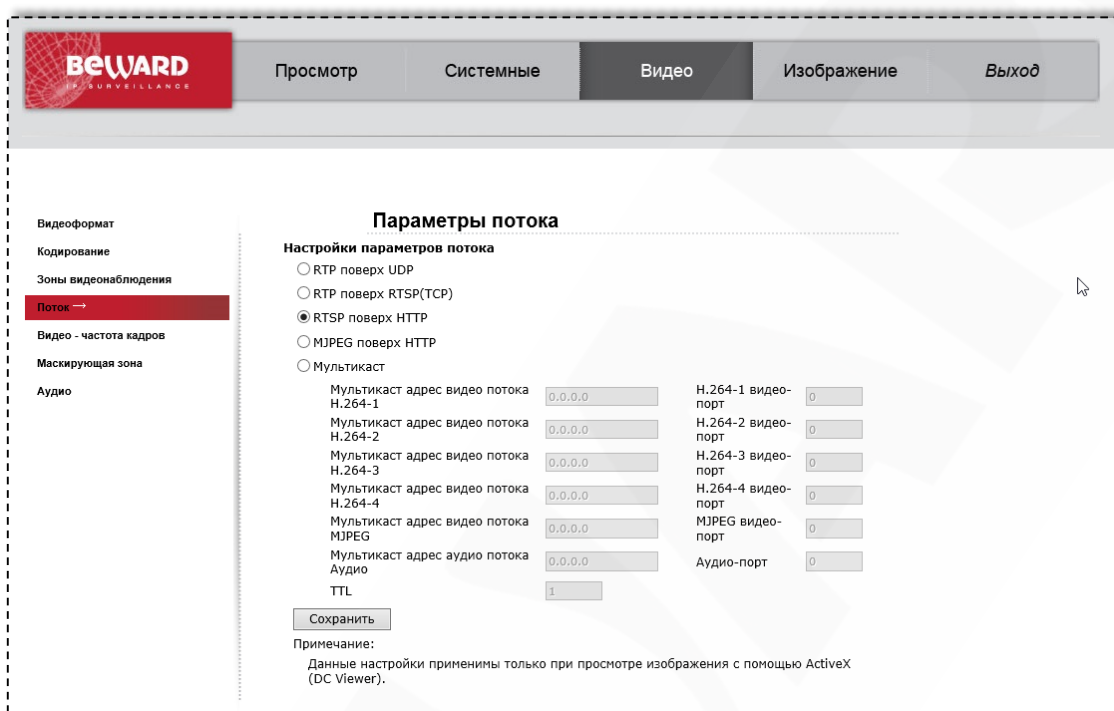 BEWARD
IP SURVEILLANCE
Просмотр
Системные
Видео
Изображение
Выход
Видеоформат
Кодирование
Зоны видеонаблюдения
Поток →
Видео - частота кадров
Маскирующая зона
Аудио
Параметры потока
Настройки параметров потока
RTP поверх UDP
RTP поверх RTSP(TCP)
RTSP поверх HTTP
MJPEG поверх HTTP
Мультикаст
Мультикаст адрес видео потока
H.264-1
0.0.0.0
H.264-1 видео-
порт
0
Мультикаст адрес видео потока
H.264-2
0.0.0.0
H.264-2 видео-
порт
0
Мультикаст адрес видео потока
H.264-3
0.0.0.0
H.264-3 видео-
порт
0
Мультикаст адрес видео потока
H.264-4
0.0.0.0
H.264-4 видео-
порт
0
Мультикаст адрес видео потока
MJPEG
0.0.0.0
MJPEG видео-
порт
0
Мультикаст адрес аудио потока
Аудио
0.0.0.0
Аудио-порт
0
TTL
1
Сохранить
Примечание:
Данные настройки применимы только при просмотре изображения с помощью ActiveX
(DC Viewer).